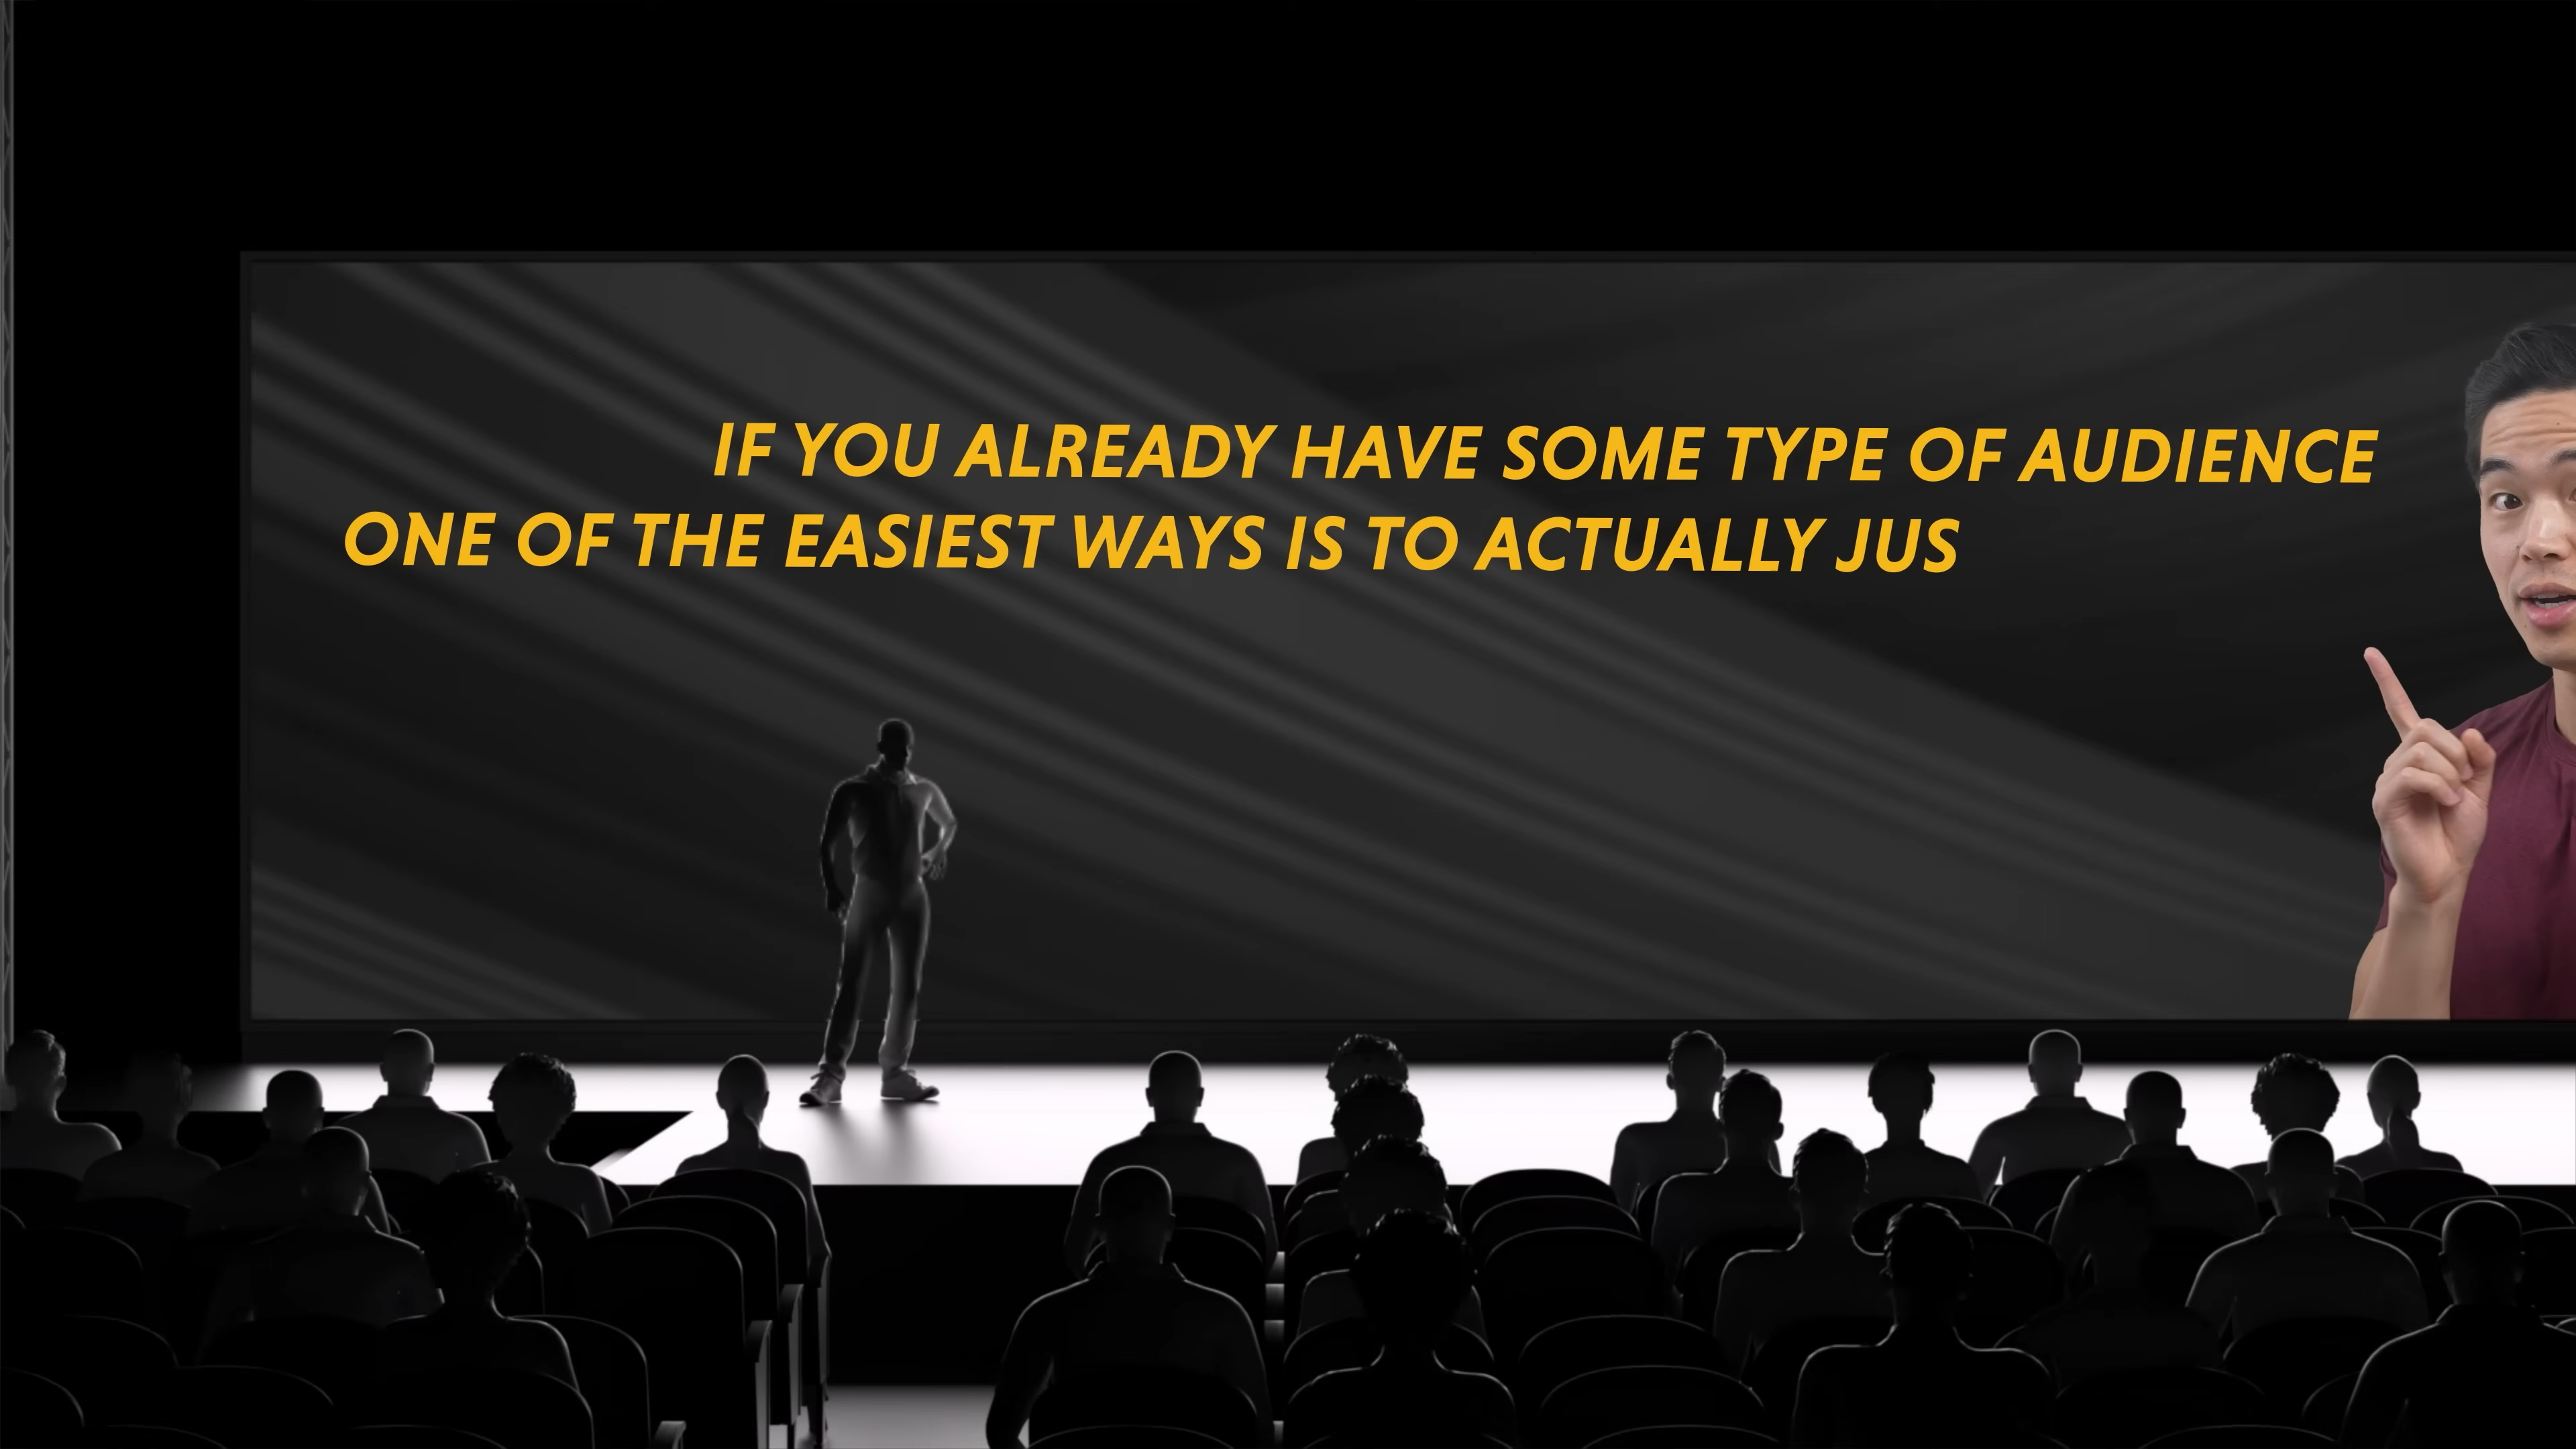 IF YOU ALREADY HAVE SOME TYPE OF AUDIENCE
ONE OF THE EASIEST WAYS IS TO ACTUALLY JUS